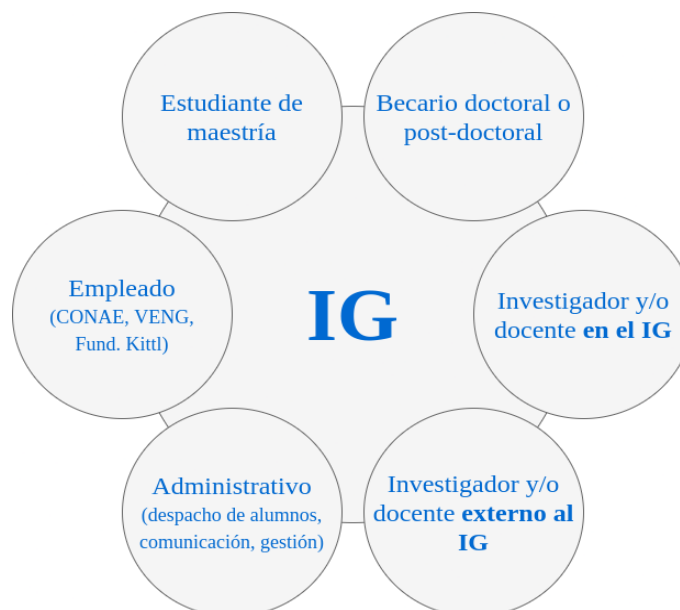 Estudiante de
maestría
Becario doctoral o
post-doctoral
Empleado
(CONAE, VENG,
Fund. Kittl)
IG
Investigador y/o
docente en el IG
Administrativo
(despacho de alumnos,
comunicación, gestión)
Investigador y/o
docente externo al
IG